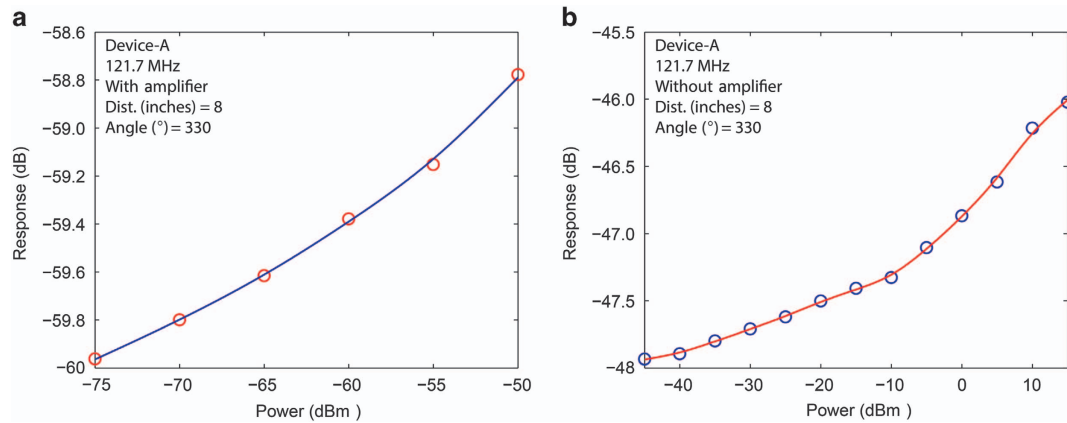 a
Device-A
121.7 MHz
With amplifier
Dist. (inches) = 8
Angle (°) = 330
−58.6
−58.8
−59.0
−59.2
−59.4
−59.6
−59.8
−60
Response (dB)
−75 −70 −65 −60 −55 −50
Power (dBm )
b
Device-A
121.7 MHz
Without amplifier
Dist. (inches) = 8
Angle (°) = 330
−45.5
−46.0
−46.5
−47.0
−47.5
−48
Response (dB)
−40 −30 −20 −10 0 10
Power (dBm )